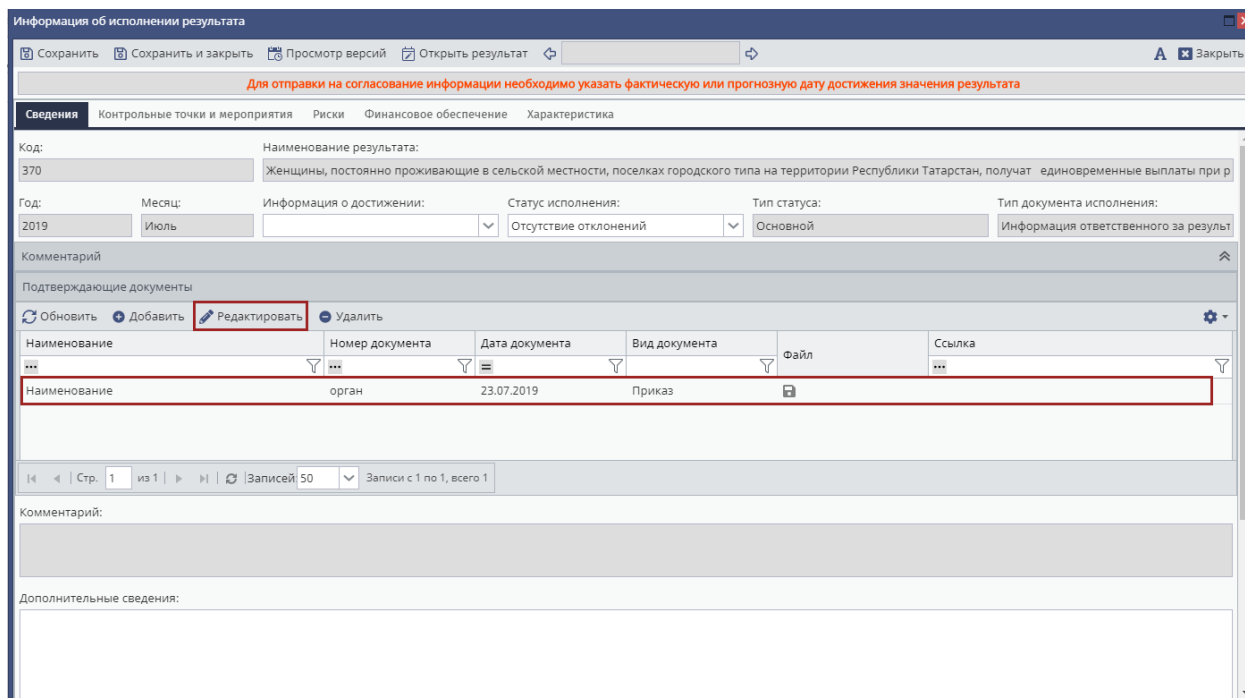 Информация об исполнении результата
Сохранить Сохранить и закрыть Просмотр версий Открыть результат A Закрыть
Для отправки на согласование информации необходимо указать фактическую или прогнозную дату достижения значения результата
Сведения Контрольные точки и мероприятия Риски Финансовое обеспечение Характеристика
Код: Наименование результата:
370 Женщины, постоянно проживающие в сельской местности, поселках городского типа на территории Республики Татарстан, получат единовременные выплаты при р
Год: Месяц: Информация о достижении: Статус исполнения: Тип статуса: Тип документа исполнения:
2019 Июль Отсутствие отклонений Основной Информация ответственного за результ
Комментарий
Подтверждающие документы
Обновить Добавить Редактировать Удалить
Наименование Номер документа Дата документа Вид документа Файл Ссылка
... ... = ...
Наименование орган 23.07.2019 Приказ
Стр. 1 из 1 Записей 50 Записи с 1 по 1, всего 1
Комментарий:
Дополнительные сведения: